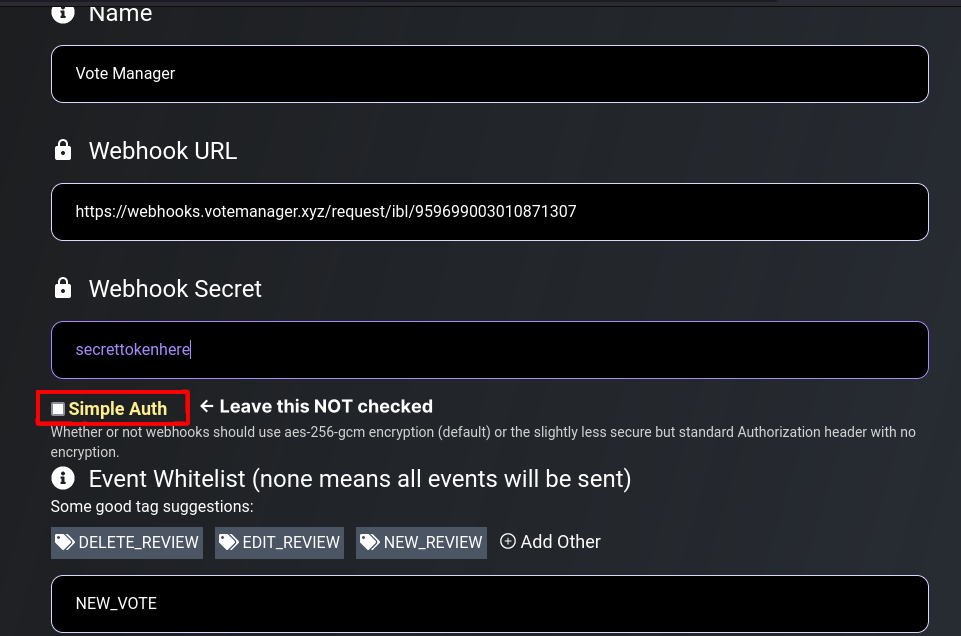 Name
Vote Manager
Webhook URL
https://webhooks.votemanager.xyz/request/ibl/959699003010871307
Webhook Secret
secrettokenhere
Simple Auth ← Leave this NOT checked
Whether or not webhooks should use aes-256-gcm encryption (default) or the slightly less secure but standard Authorization header with no
encryption.
Event Whitelist (none means all events will be sent)
Some good tag suggestions:
DELETE_REVIEW EDIT_REVIEW NEW_REVIEW Add Other
NEW_VOTE